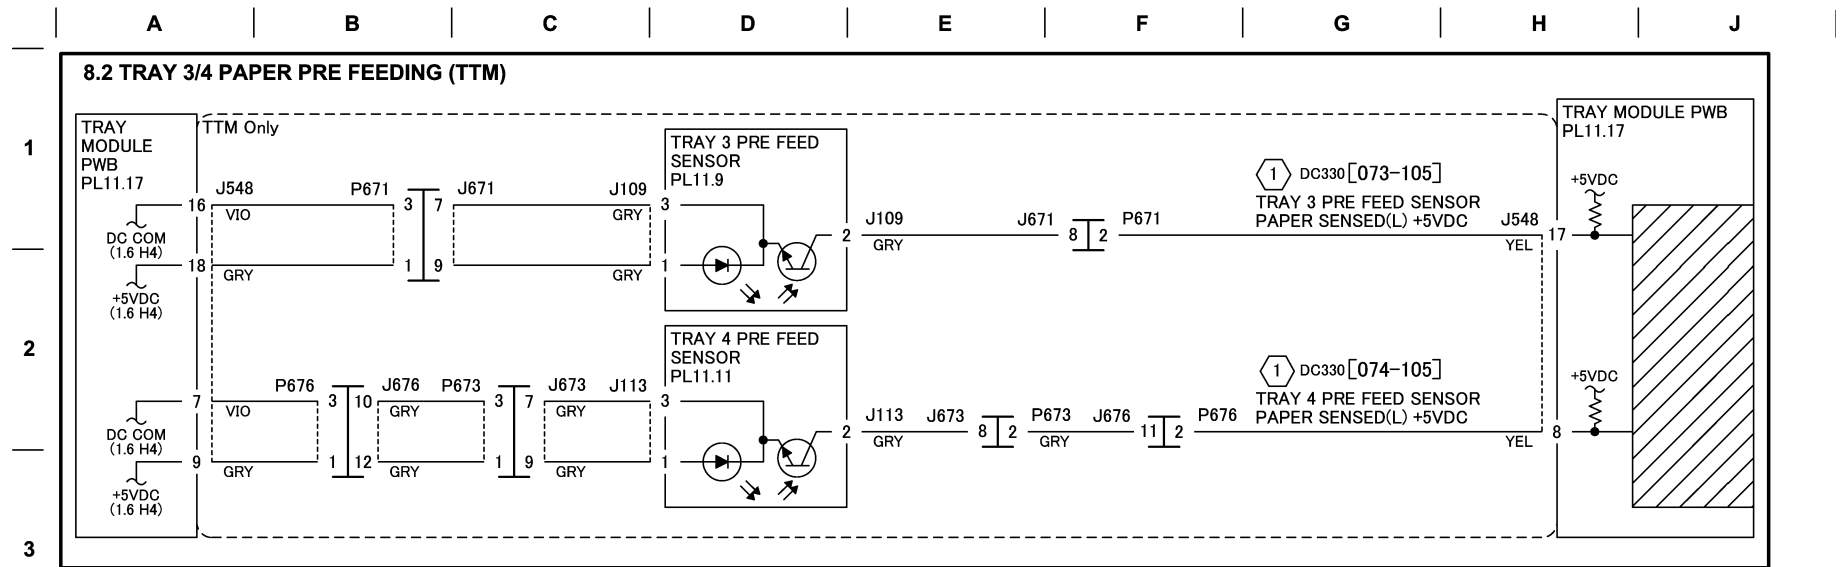 A B C D E F G H J
8.2 TRAY 3/4 PAPER PRE FEEDING (TTM)
1
2
3
TRAY
MODULE
PWB
PL11.17
TTM Only
J548 P671 J671 J109
16 3 7 3
VIO GRY
DC COM
(1.6 H4)
18 1 9 1
GRY GRY
+5VDC
(1.6 H4)
TRAY 3 PRE FEED
SENSOR
PL11.9
J109 J671 P671 J548
2 8 2 17
GRY YEL
1 DC330[073-105]
TRAY 3 PRE FEED SENSOR
PAPER SENSED(L) +5VDC
TRAY MODULE PWB
PL11.17
+5VDC
P676 J676 P673 J673 J113
7 3 10 3 7 3
VIO GRY GRY
DC COM
(1.6 H4)
9 1 12 1 9 1
GRY GRY GRY
+5VDC
(1.6 H4)
TRAY 4 PRE FEED
SENSOR
PL11.11
J113 J673 P673 J676 P676
2 8 2 11 2 8
GRY GRY YEL
1 DC330[074-105]
TRAY 4 PRE FEED SENSOR
PAPER SENSED(L) +5VDC
+5VDC